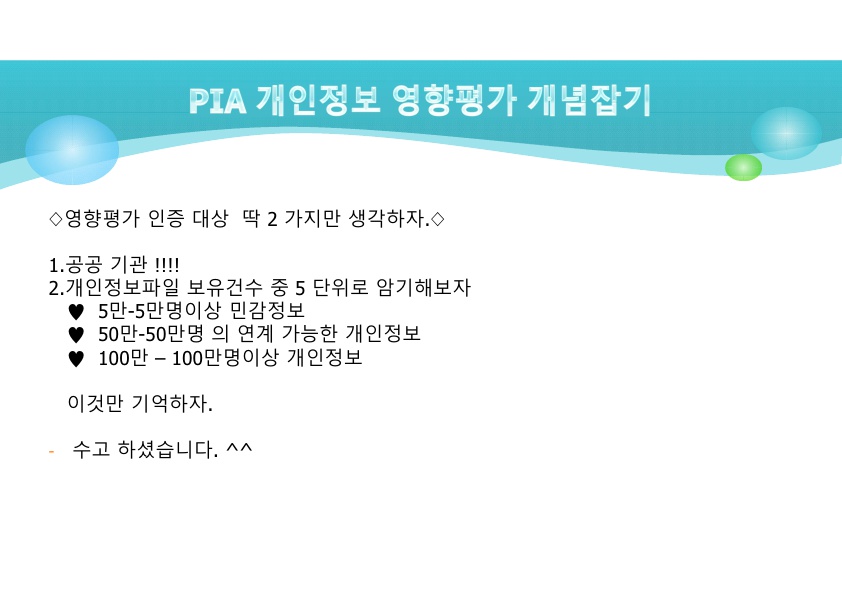 PIA 개인정보 영향평가 개념잡기
◇영향평가 인증 대상  딱 2 가지만 생각하자.◇
1.공공 기관 !!!!
2.개인정보파일 보유건수 중 5 단위로 암기해보자
♥ 5만-5만명이상 민감정보
♥ 50만-50만명 의 연계 가능한 개인정보
♥ 100만 – 100만명이상 개인정보
이것만 기억하자.
- 수고 하셨습니다. ^^